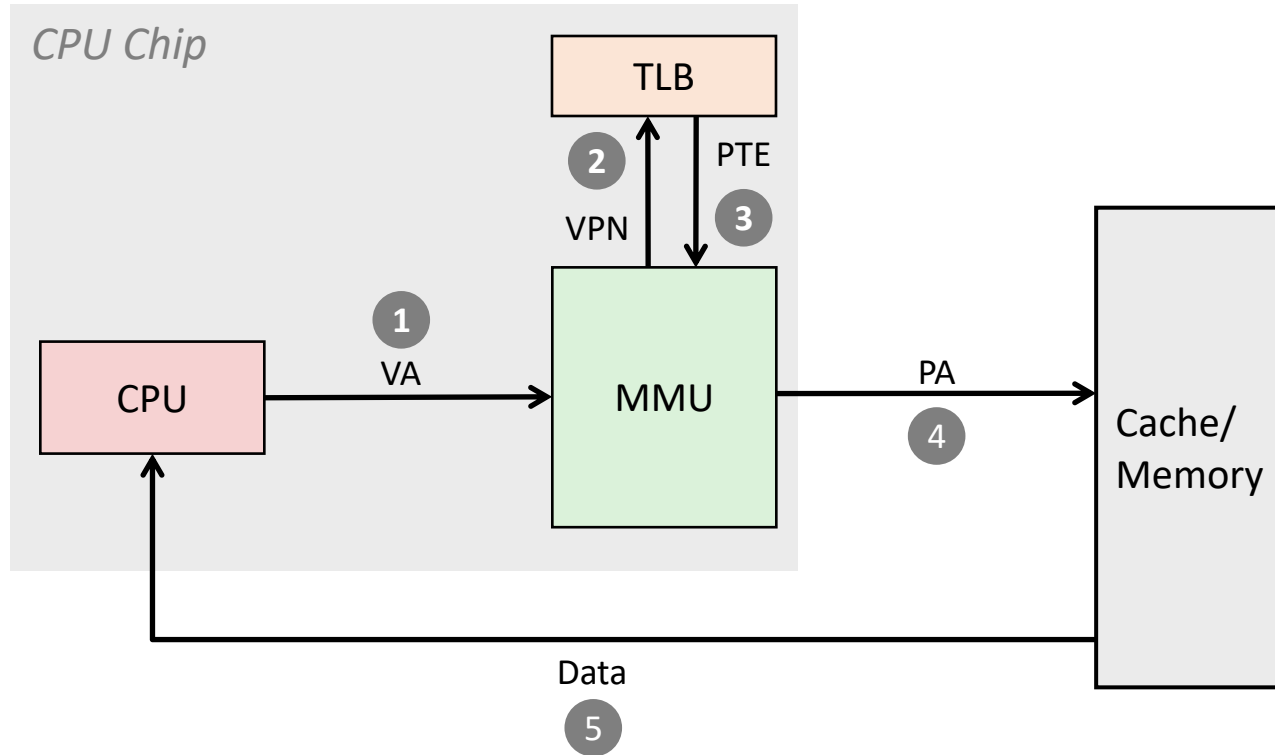 CPU Chip
TLB
2
PTE
VPN
3
1
VA
CPU
MMU
PA
4
Cache/
Memory
Data
5